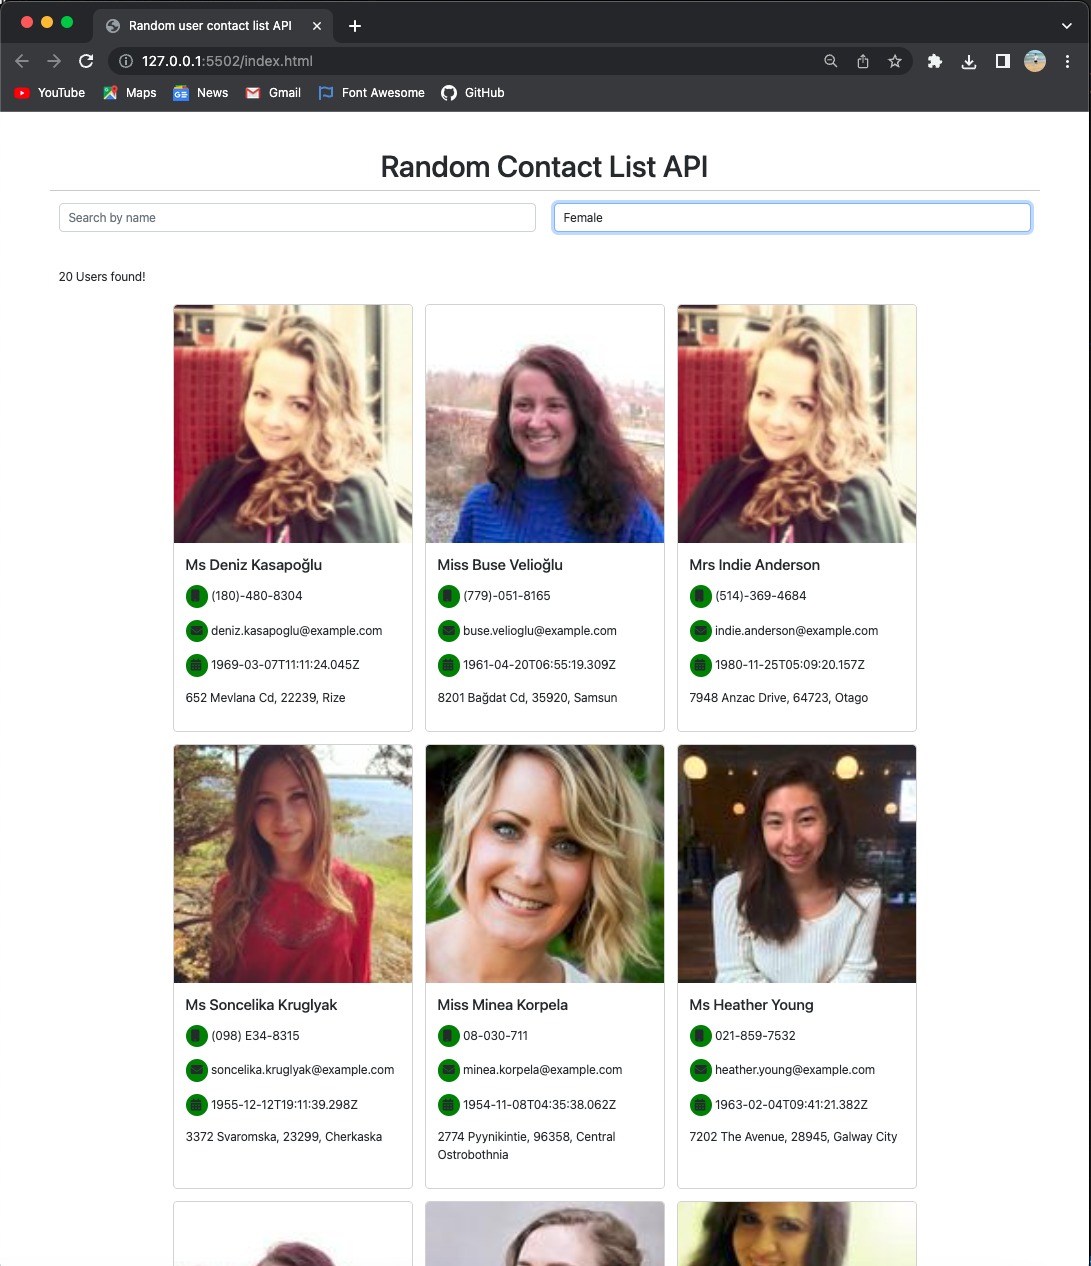 Random user contact list API
127.0.0.1:5502/index.html
YouTube Maps News Gmail Font Awesome GitHub
Random Contact List API
Search by name Female
20 Users found!
Ms Deniz Kasapoğlu
(180)-480-8304
deniz.kasapoglu@example.com
1969-03-07T11:11:24.045Z
652 Mevlana Cd, 22239, Rize
Miss Buse Velioğlu
(779)-051-8165
buse.velioglu@example.com
1961-04-20T06:55:19.309Z
8201 Bağdat Cd, 35920, Samsun
Mrs Indie Anderson
(514)-369-4684
indie.anderson@example.com
1980-11-25T05:09:20.157Z
7948 Anzac Drive, 64723, Otago
Ms Soncelika Kruglyak
(098) E34-8315
soncelika.kruglyak@example.com
1955-12-12T19:11:39.298Z
3372 Svaromska, 23299, Cherkaska
Miss Minea Korpela
08-030-711
minea.korpela@example.com
1954-11-08T04:35:38.062Z
2774 Pyynikintie, 96358, Central
Ostrobothnia
Ms Heather Young
021-859-7532
heather.young@example.com
1963-02-04T09:41:21.382Z
7202 The Avenue, 28945, Galway City